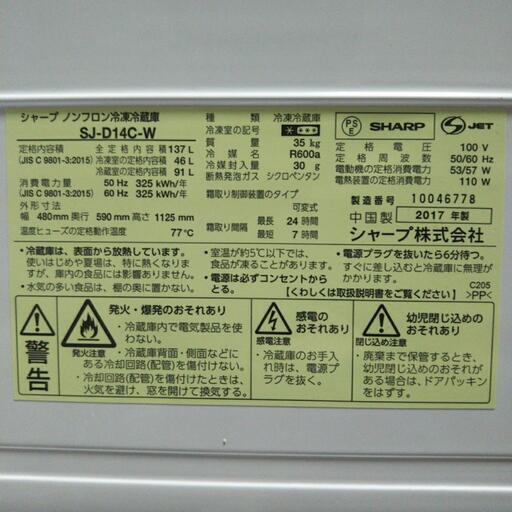 シャープ ノンフロン冷凍冷蔵庫
SJ-D14C-W
定格内容積 全定格内容積 137 L
(JIS C 9801-3:2015) 冷凍室の定格内容積 46 L
冷蔵室の定格内容積 91 L
消費電力量 50 Hz 325 kWh/年
(JIS C 9801-3:2015) 60 Hz 325 kWh/年
外形寸法
幅 480mm 奥行 590 mm 高さ 1125 mm
温度ヒューズの定格動作温度 77℃
種類 冷凍冷蔵庫
冷凍室の記号
質量 35 kg
冷媒名 R600a
冷媒封入量 30 g
断熱発泡ガス シクロペンタン
霜取り制御装置のタイプ
可変式
霜取り間隔 最長 24 時間
最短 7 時間
PS
E
SHARP
JET
定格電圧 100 V
定格周波数 50/60 Hz
電動機の定格消費電力 53/57 W
電熱装置の定格消費電力 110 W
製造番号 10046778
中国製 2017 年製
シャープ株式会社
・冷蔵庫は、表面から放熱しています。
使いはじめや夏場は、特に熱く感じられま
すが、庫内の食品には影響ありません。
・水気の多い食品は、棚の奥に置かない。
・室温が約5℃以下では、
食品が凍ることがあります。
・電源は必ずコンセントから
とる。
・電源プラグを抜いたら6分待つ。
すぐに差し込むと冷蔵庫に無理が
かかります。
【くわしくは取扱説明書をご覧ください】
C205
>PP<
警告
発火・爆発のおそれあり
発火注意
・冷蔵庫内で電気製品を使
わない。
・冷蔵庫背面・側面などに
ある冷却回路(配管)を傷付けない。
・冷却回路(配管)を傷付けたときは、
火気を避け、窓を開けて換気する。
感電の
おそれあり
感電注意
・冷蔵庫のお手入
れ時は、電源プ
ラグを抜く。
幼児閉じ込めの
おそれあり
閉じ込め注意
・廃棄まで保管するとき、
幼児閉じ込めのおそれが
ある場合は、ドアパッキン
をはずす。